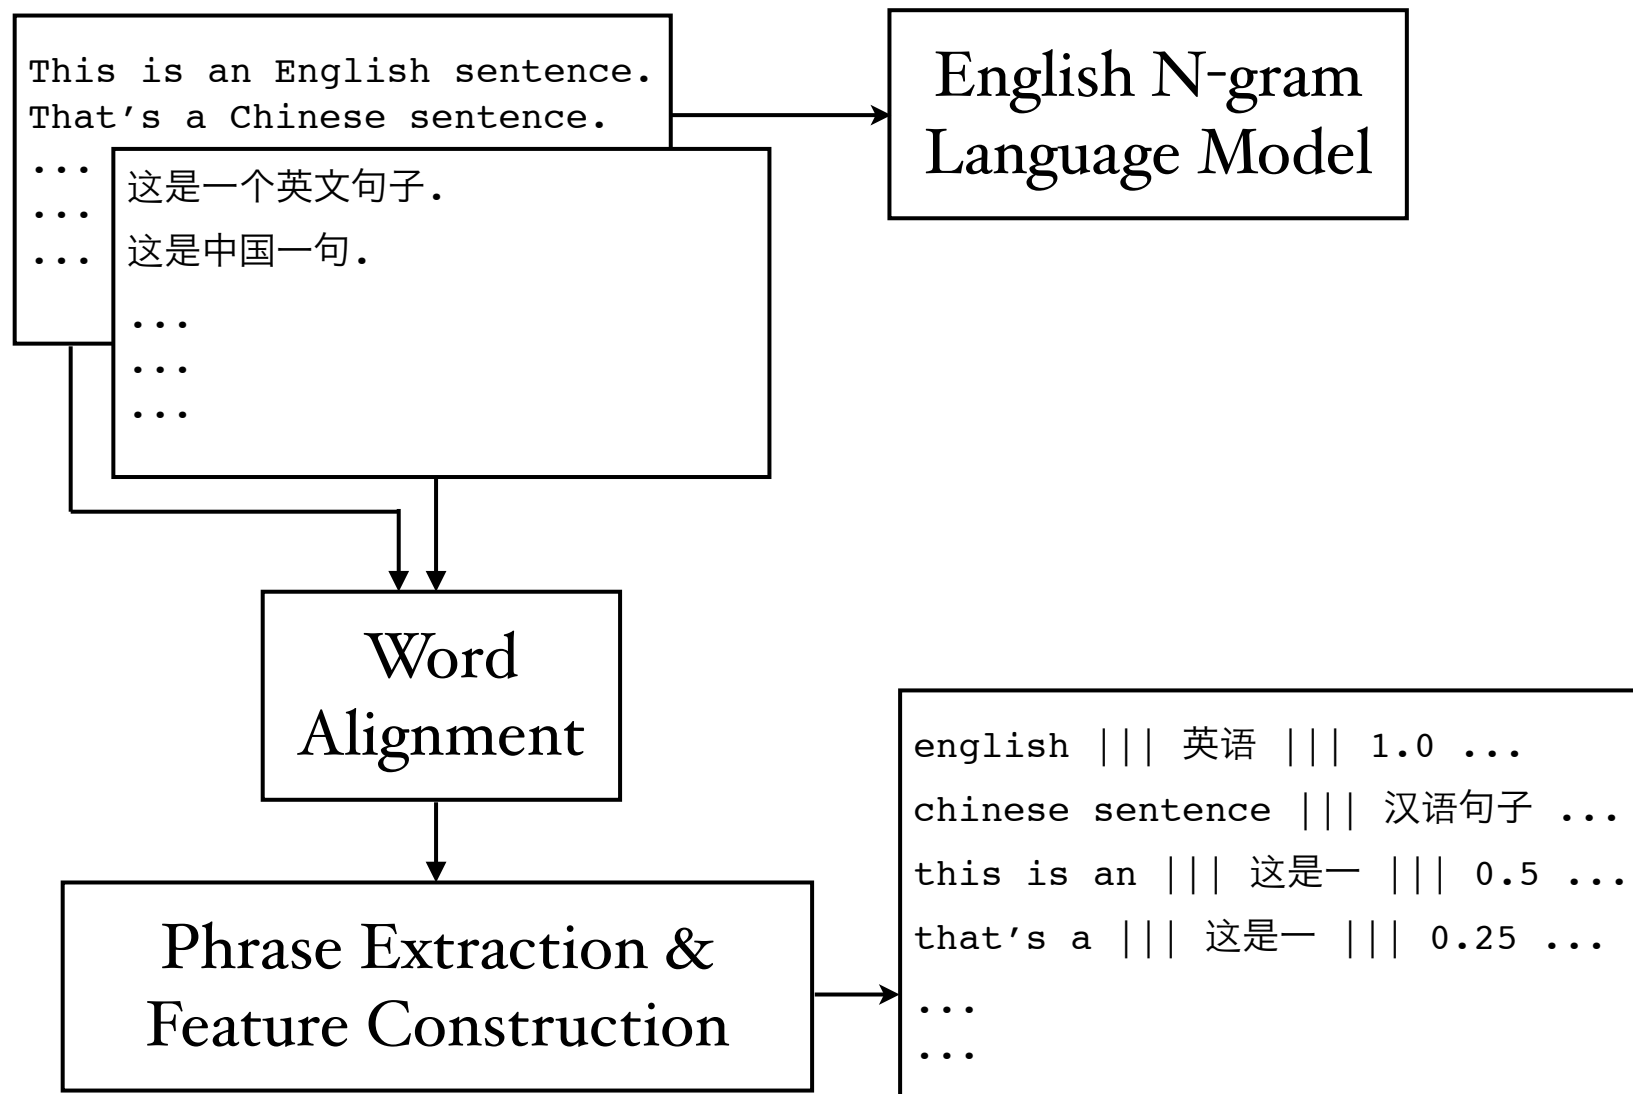 This is an English sentence.
That’s a Chinese sentence.
...
...
...
这是一个英文句子.
这是中国一句.
...
...
...
English N-gram
Language Model
Word
Alignment
Phrase Extraction &
Feature Construction
english ||| 英语 ||| 1.0 ...
chinese sentence ||| 汉语句子 ...
this is an ||| 这是一 ||| 0.5 ...
that’s a ||| 这是一 ||| 0.25 ...
...
...